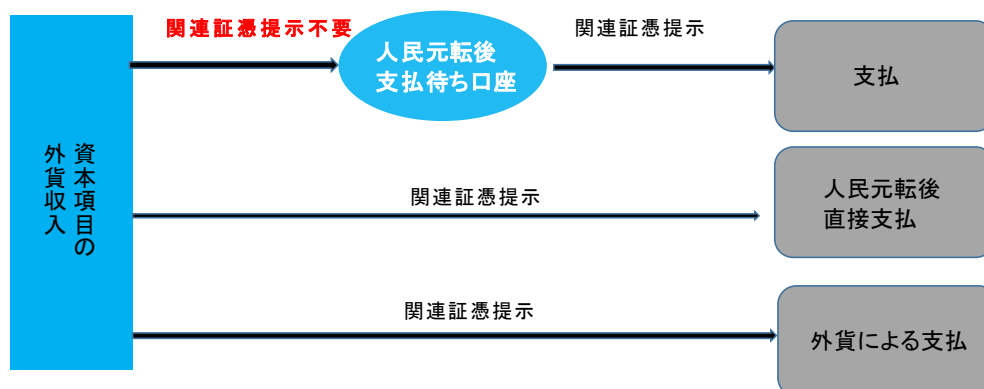 資本項目の
外貨収入
関連証憑提示不要
人民元転後
支払待ち口座
関連証憑提示
支払
関連証憑提示
人民元転後
直接支払
関連証憑提示
外貨による支払